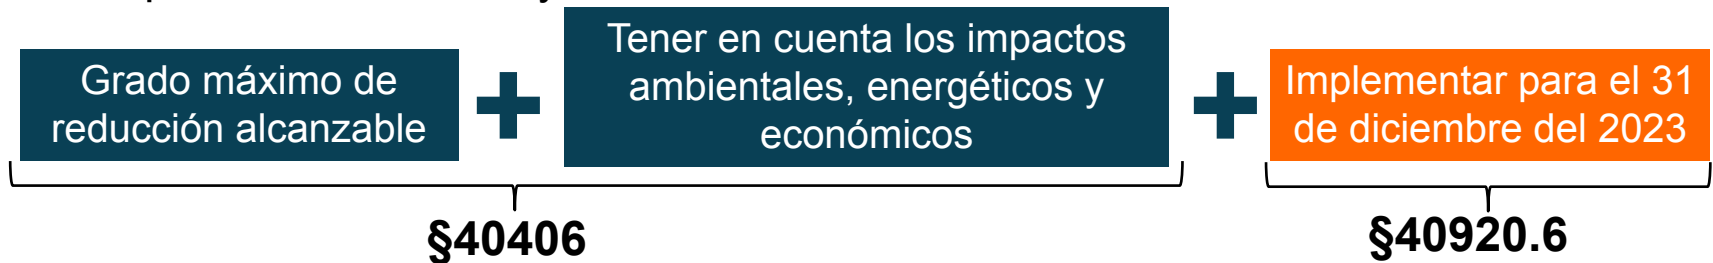 Grado máximo de
reducción alcanzable
Tener en cuenta los impactos
ambientales, energéticos y
económicos
Implementar para el 31
de diciembre del 2023
§40406
§40920.6